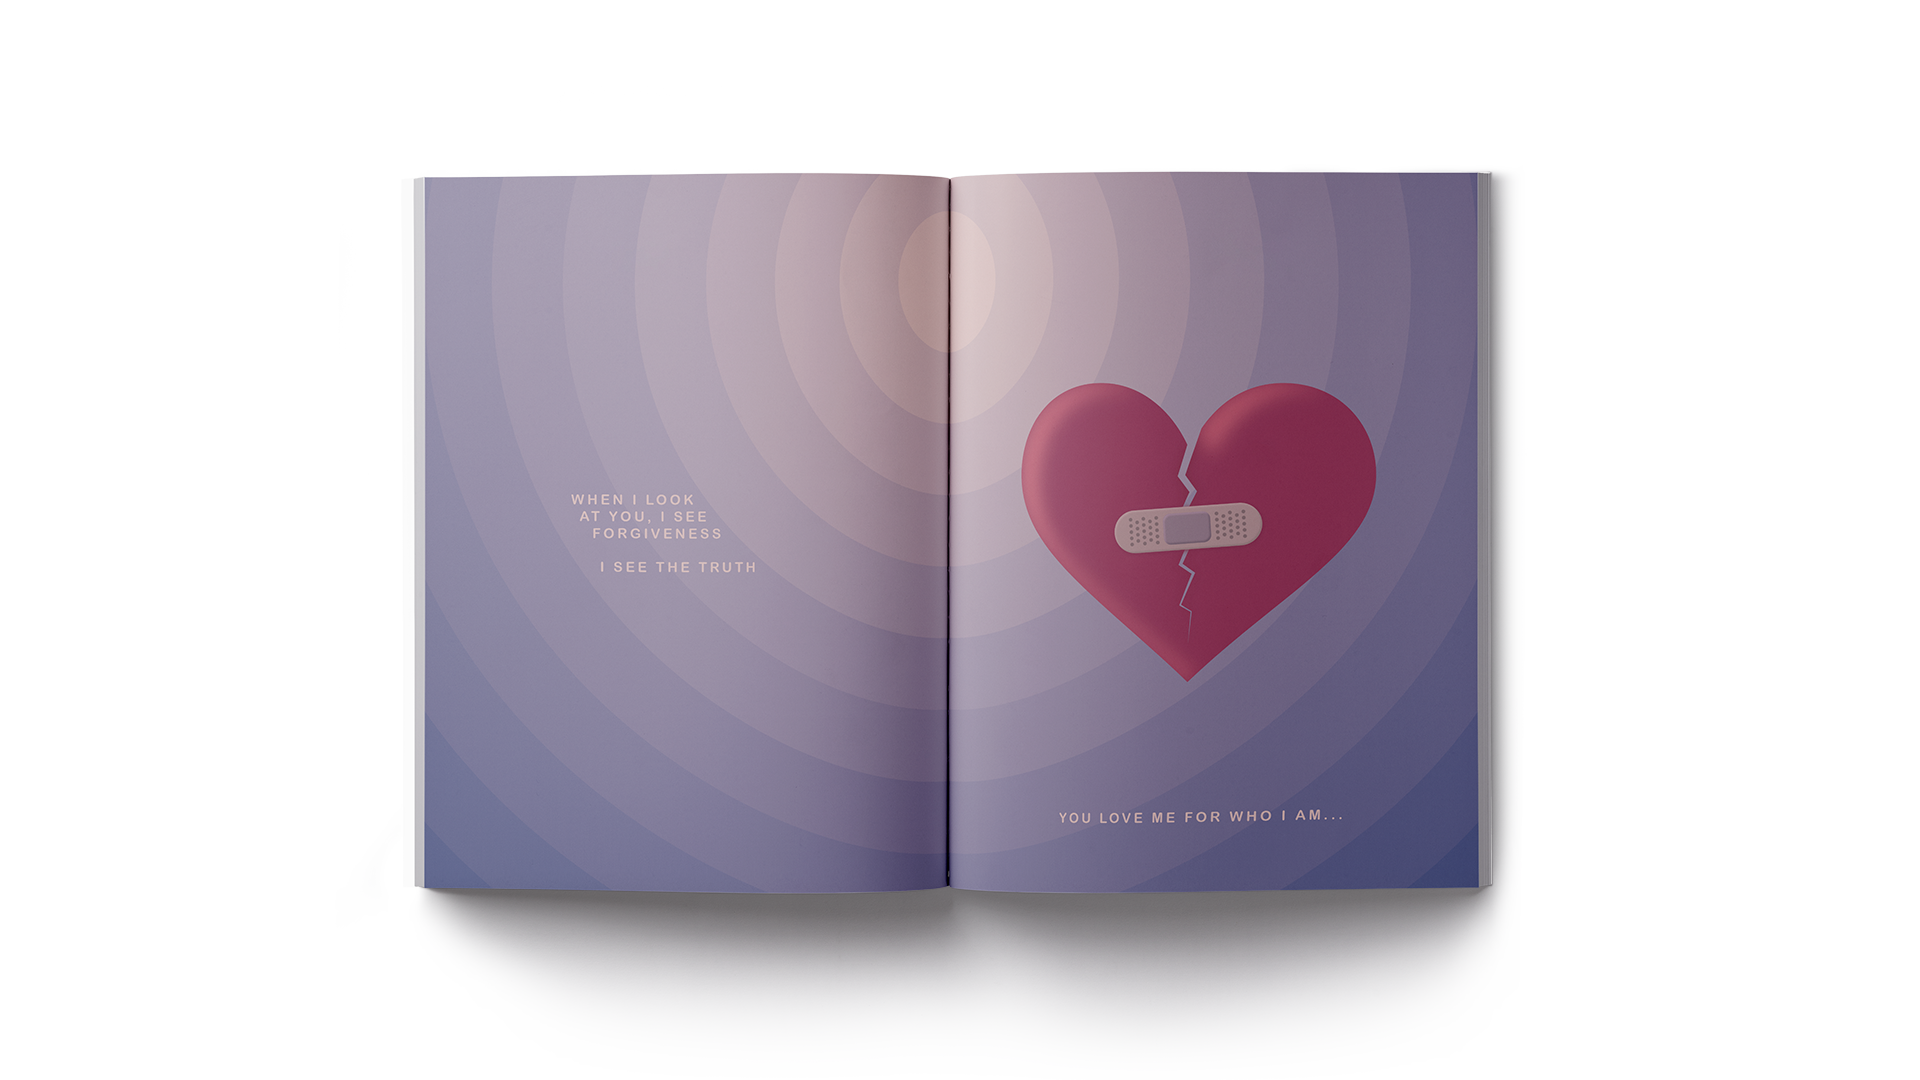 WHEN I LOOK
AT YOU, I SEE
FORGIVENESS
I SEE THE TRUTH
YOU LOVE ME FOR WHO I AM...